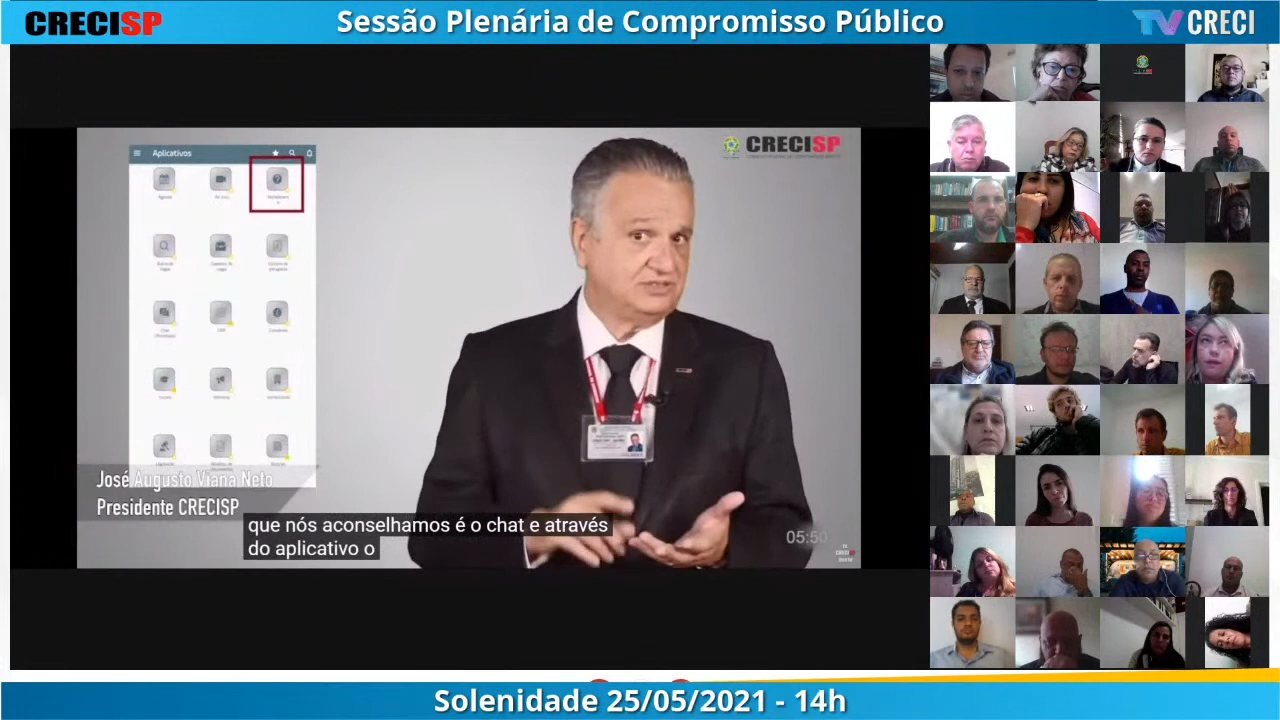 CRECISP
Sessão Plenária de Compromisso Público
TV CRECI
Aplicativos
CRECISP
Agenda
José Augusto Viana Neto
Presidente CRECISP
que nós aconselhamos é o chat e através
do aplicativo o
05:50
Solenidade 25/05/2021 - 14h